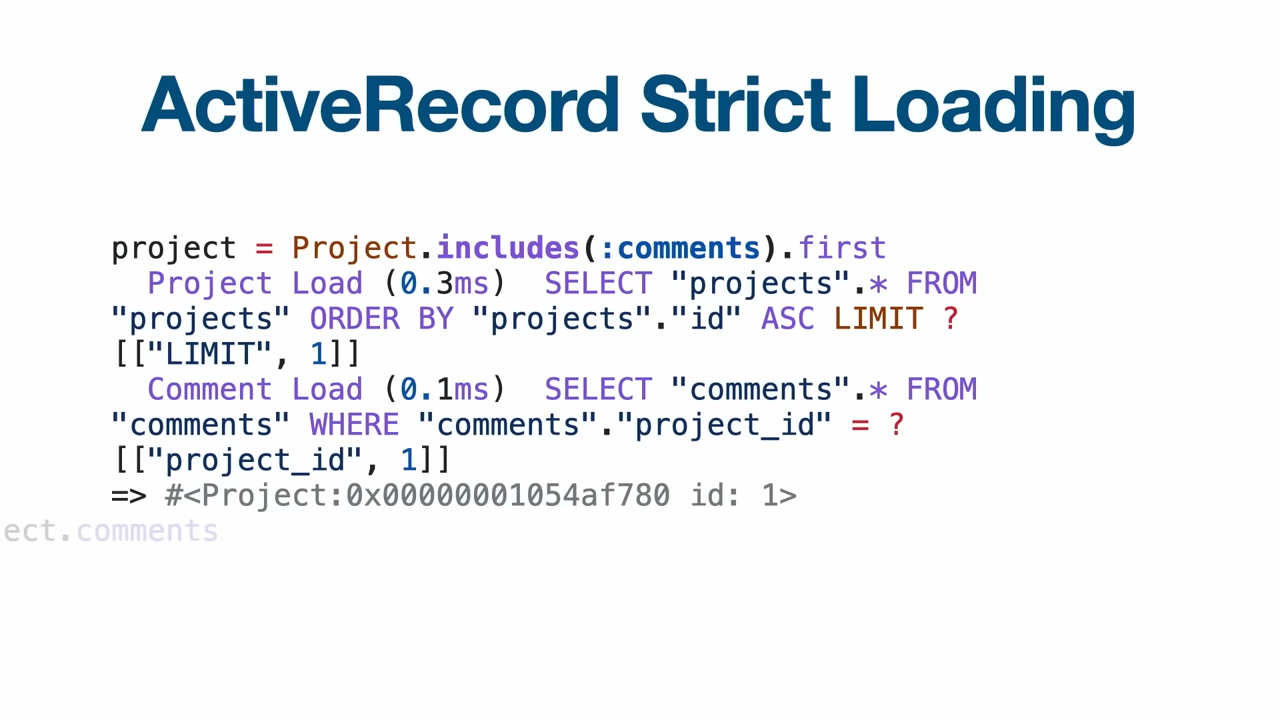 ActiveRecord Strict Loading
project = Project.includes(:comments).first
  Project Load (0.3ms)  SELECT "projects".* FROM
"projects" ORDER BY "projects"."id" ASC LIMIT ?
[["LIMIT", 1]]
  Comment Load (0.1ms)  SELECT "comments".* FROM
"comments" WHERE "comments"."project_id" = ?
[["project_id", 1]]
=> #<Project:0x00000001054af780 id: 1>
ect.comments